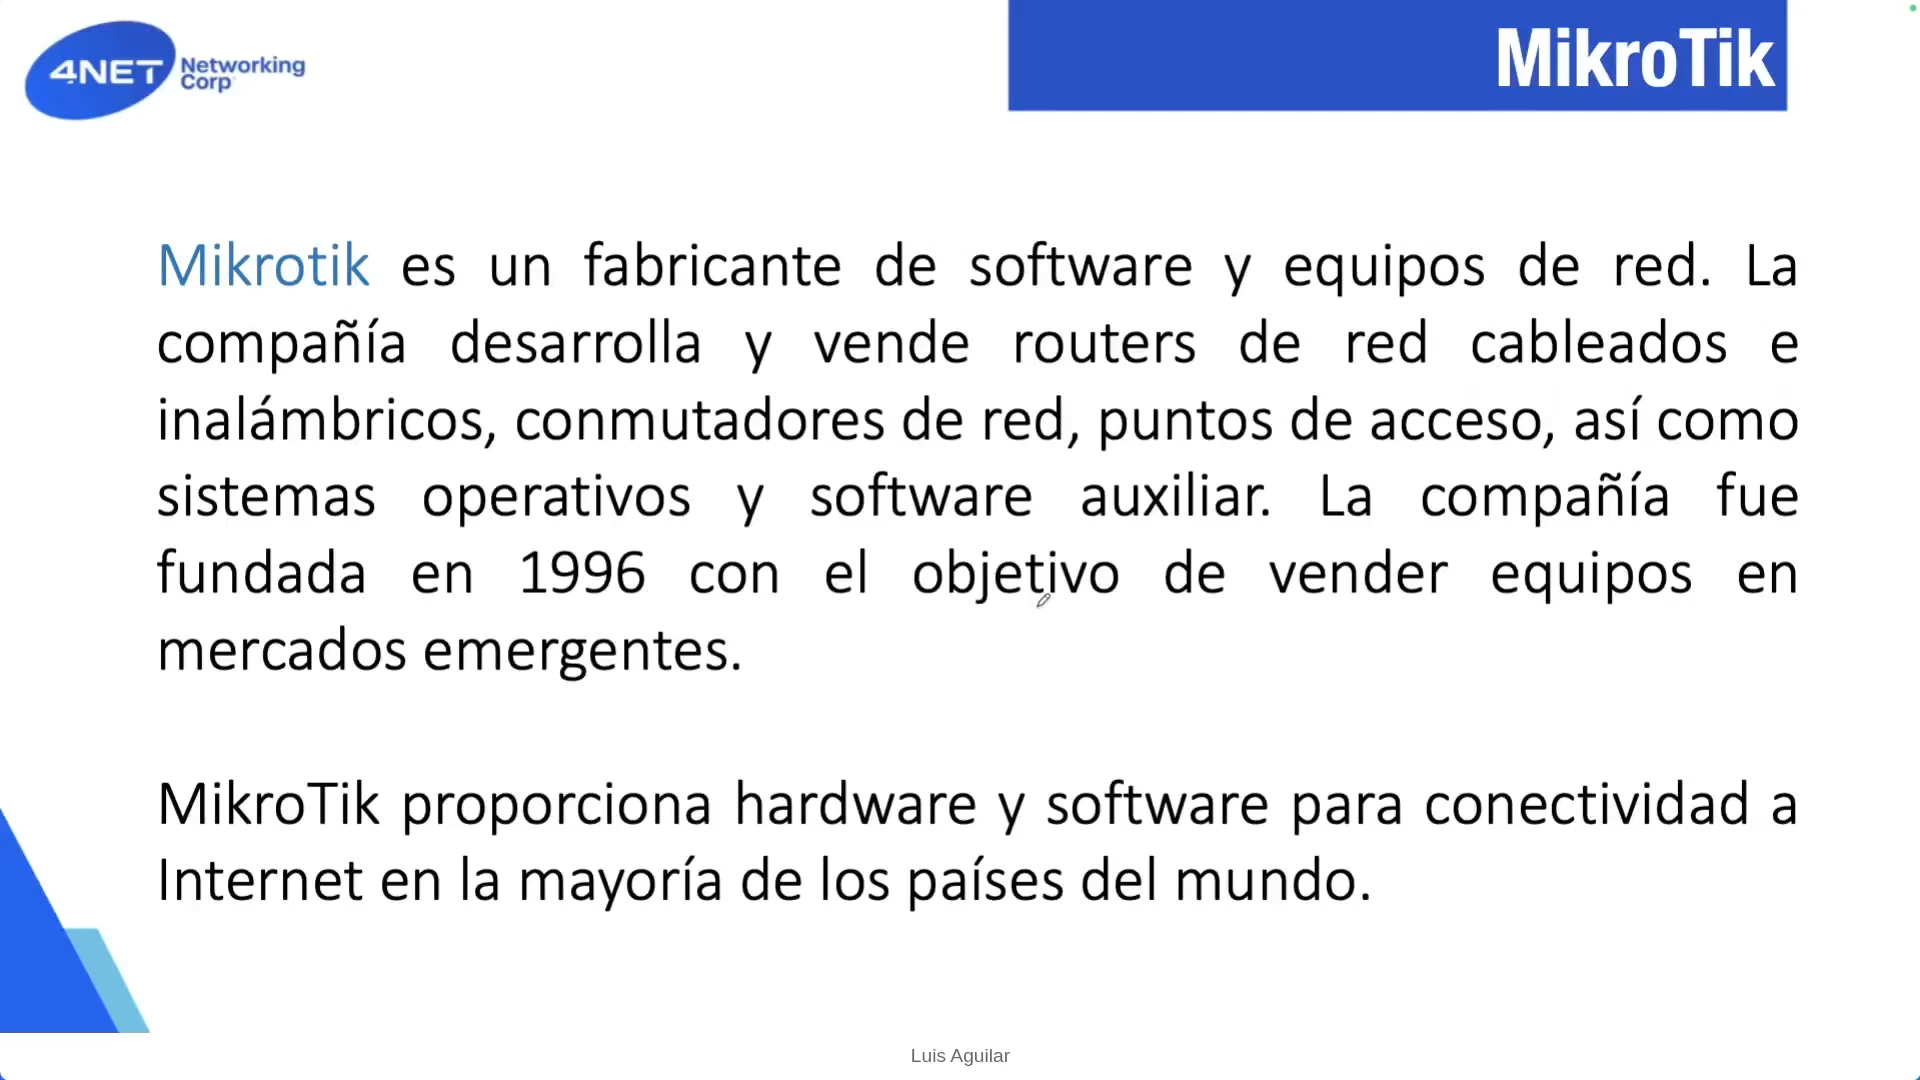 4NET Networking
Corp
MikroTik
Mikrotik es un fabricante de software y equipos de red. La
compañía desarrolla y vende routers de red cableados e
inalámbricos, conmutadores de red, puntos de acceso, así como
sistemas operativos y software auxiliar. La compañía fue
fundada en 1996 con el objetivo de vender equipos en
mercados emergentes.
MikroTik proporciona hardware y software para conectividad a
Internet en la mayoría de los países del mundo.
Luis Aguilar